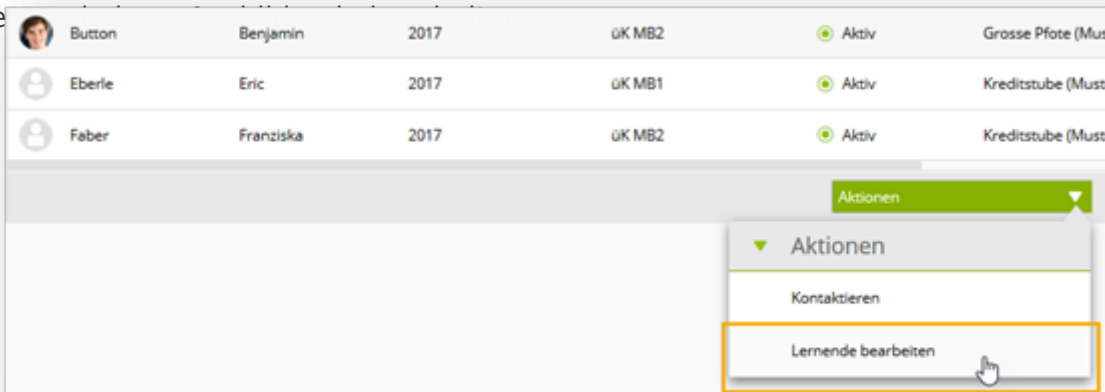 Button Benjamin 2017 üK MB2 Aktiv Grosse Pfote (Mus
Eberle Eric 2017 üK MB1 Aktiv Kreditstube (Must
Faber Franziska 2017 üK MB2 Aktiv Kreditstube (Must
Aktionen
Aktionen
Kontaktieren
Lernende bearbeiten